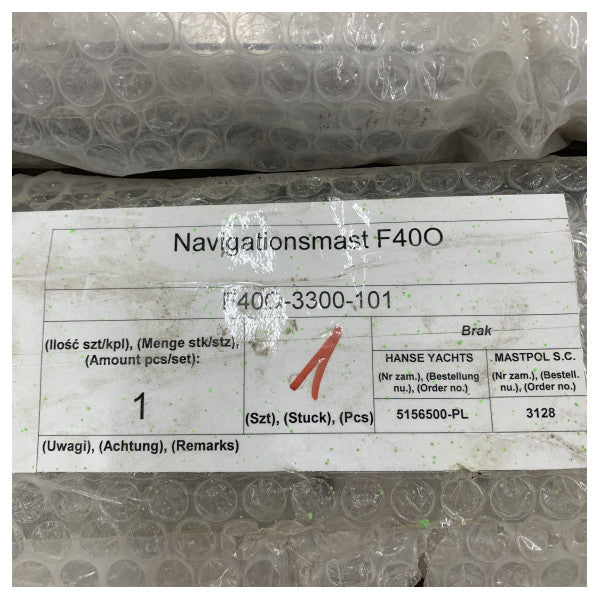 Navigationsmast F40O
F40O-3300-101
(Ilość szt/kpl), (Menge stk/stz),
(Amount pcs/set):
1
1
(Szt), (Stuck), (Pcs)
Brak
HANSE YACHTS
(Nr zam.), (Bestellung
nu.), (Order no.)
5156500-PL
MASTPOL S.C.
(Nr zam.), (Bestell.
nu.), (Order no.)
3128
(Uwagi), (Achtung), (Remarks)